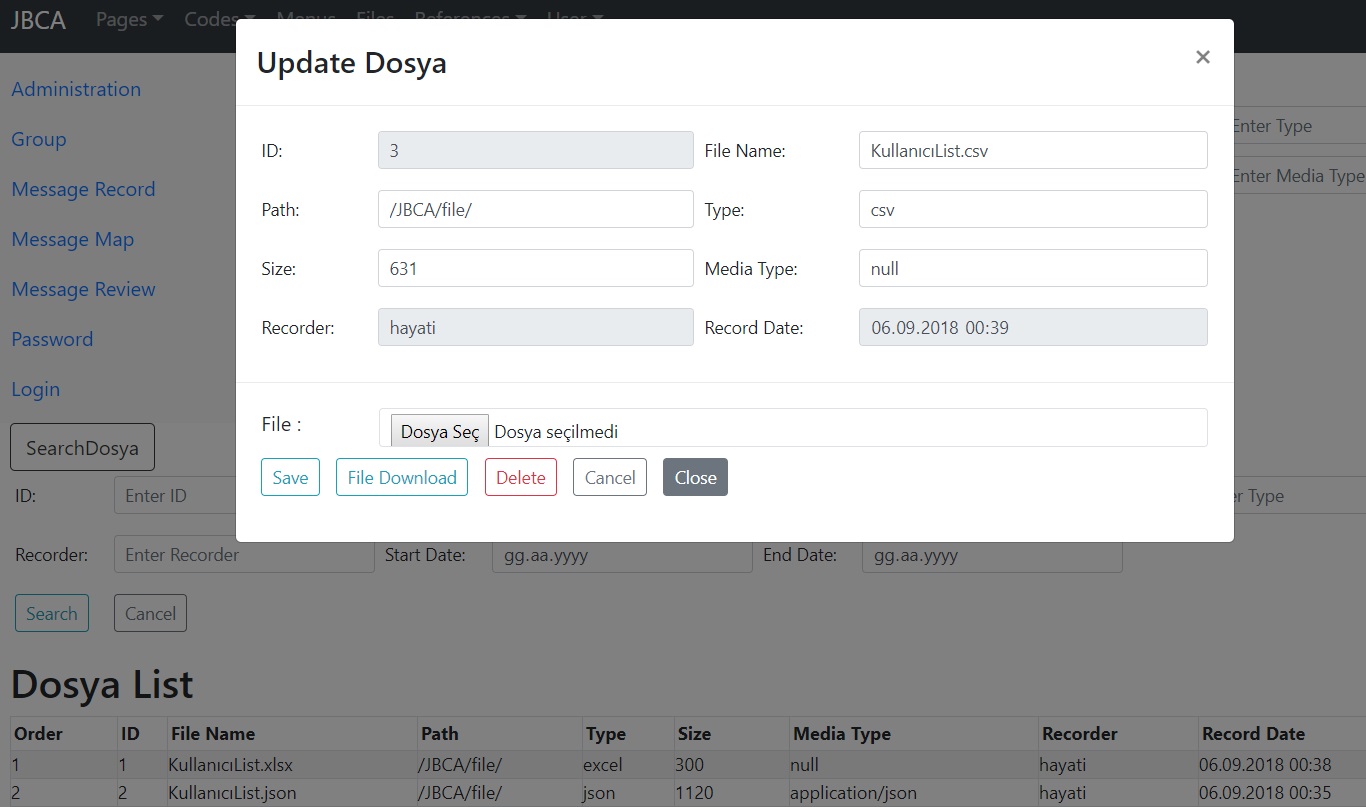 JBCA Pages Codes Menus Files References User
Update Dosya ×
Administration
Group
Message Record
Message Map
Message Review
Password
Login
ID: 3 File Name: KullanıcıList.csv
Enter Type
Path: /JBCA/file/ Type: csv
Enter Media Type
Size: 631 Media Type: null
Recorder: hayati Record Date: 06.09.2018 00:39
File : Dosya Seç Dosya seçilmedi
Save File Download Delete Cancel Close
SearchDosya
ID: Enter ID Type
Recorder: Enter Recorder Start Date: gg.aa.yyyy End Date: gg.aa.yyyy
Search Cancel
Dosya List
Order ID File Name Path Type Size Media Type Recorder Record Date
1 1 KullanıcıList.xlsx /JBCA/file/ excel 300 null hayati 06.09.2018 00:38
2 2 KullanıcıList.json /JBCA/file/ json 1120 application/json hayati 06.09.2018 00:35